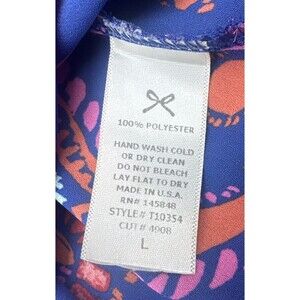 100% POLYESTER
HAND WASH COLD
OR DRY CLEAN
DO NOT BLEACH
LAY FLAT TO DRY
MADE IN U.S.A.
RN# 145848
STYLE# T10354
CUT# 4908
L